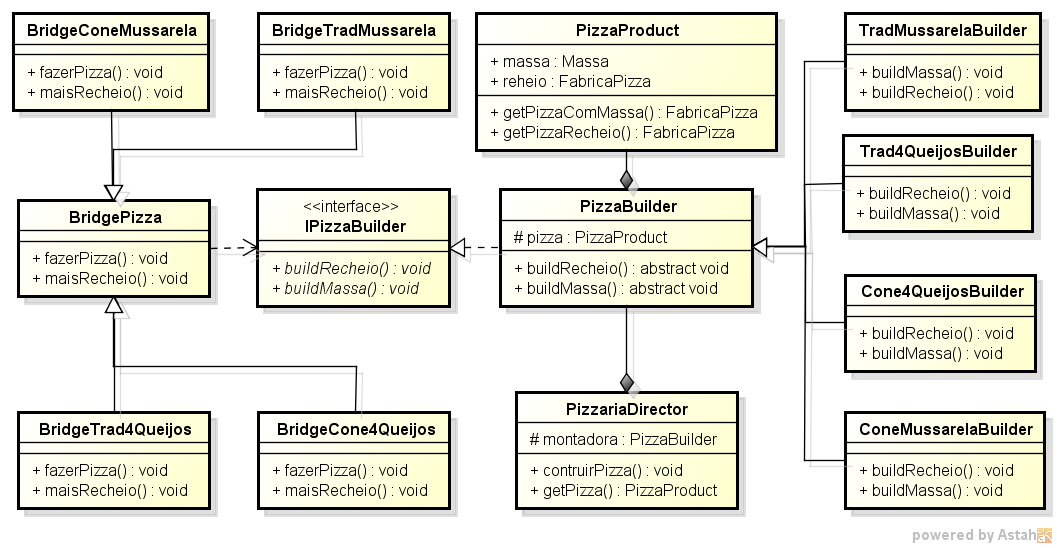 BridgeConeMussarela
+ fazerPizza() : void
+ maisRecheio() : void
BridgeTradMussarela
+ fazerPizza() : void
+ maisRecheio() : void
PizzaProduct
+ massa : Massa
+ reheio : FabricaPizza
+ getPizzaComMassa() : FabricaPizza
+ getPizzaRecheio() : FabricaPizza
TradMussarelaBuilder
+ buildMassa() : void
+ buildRecheio() : void
Trad4QueijosBuilder
+ buildRecheio() : void
+ buildMassa() : void
BridgePizza
+ fazerPizza() : void
+ maisRecheio() : void
<<interface>>
IPizzaBuilder
+ buildRecheio() : void
+ buildMassa() : void
PizzaBuilder
# pizza : PizzaProduct
+ buildRecheio() : abstract void
+ buildMassa() : abstract void
Cone4QueijosBuilder
+ buildRecheio() : void
+ buildMassa() : void
BridgeTrad4Queijos
+ fazerPizza() : void
+ maisRecheio() : void
BridgeCone4Queijos
+ fazerPizza() : void
+ maisRecheio() : void
PizzariaDirector
# montadora : PizzaBuilder
+ contruirPizza() : void
+ getPizza() : PizzaProduct
ConeMussarelaBuilder
+ buildRecheio() : void
+ buildMassa() : void
powered by Astah